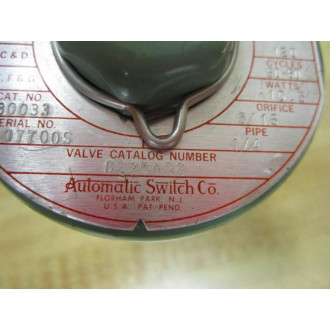 C & D
CYCLES
F & G
WATTS
CAT. NO.
80033
ORIFICE
SERIAL NO.
3/16
07700S
PIPE
1/4
VALVE CATALOG NUMBER
Automatic Switch Co.
FLORHAM PARK, N.J.
U.S.A. PAT. PEND.